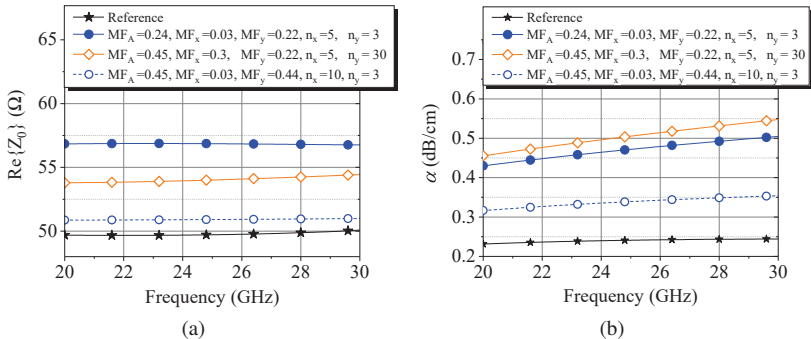 Reference
MF_A=0.24, MF_x=0.03, MF_y=0.22, n_x=5, n_y=3
MF_A=0.45, MF_x=0.3, MF_y=0.22, n_x=5, n_y=30
MF_A=0.45, MF_x=0.03, MF_y=0.44, n_x=10, n_y=3
65
60
55
50
Re{Z_0} (Ω)
20 22 24 26 28 30
Frequency (GHz)
(a)
Reference
MF_A=0.24, MF_x=0.03, MF_y=0.22, n_x=5, n_y=3
MF_A=0.45, MF_x=0.3, MF_y=0.22, n_x=5, n_y=30
MF_A=0.45, MF_x=0.03, MF_y=0.44, n_x=10, n_y=3
0.7
0.6
0.5
0.4
0.3
0.2
α (dB/cm)
20 22 24 26 28 30
Frequency (GHz)
(b)